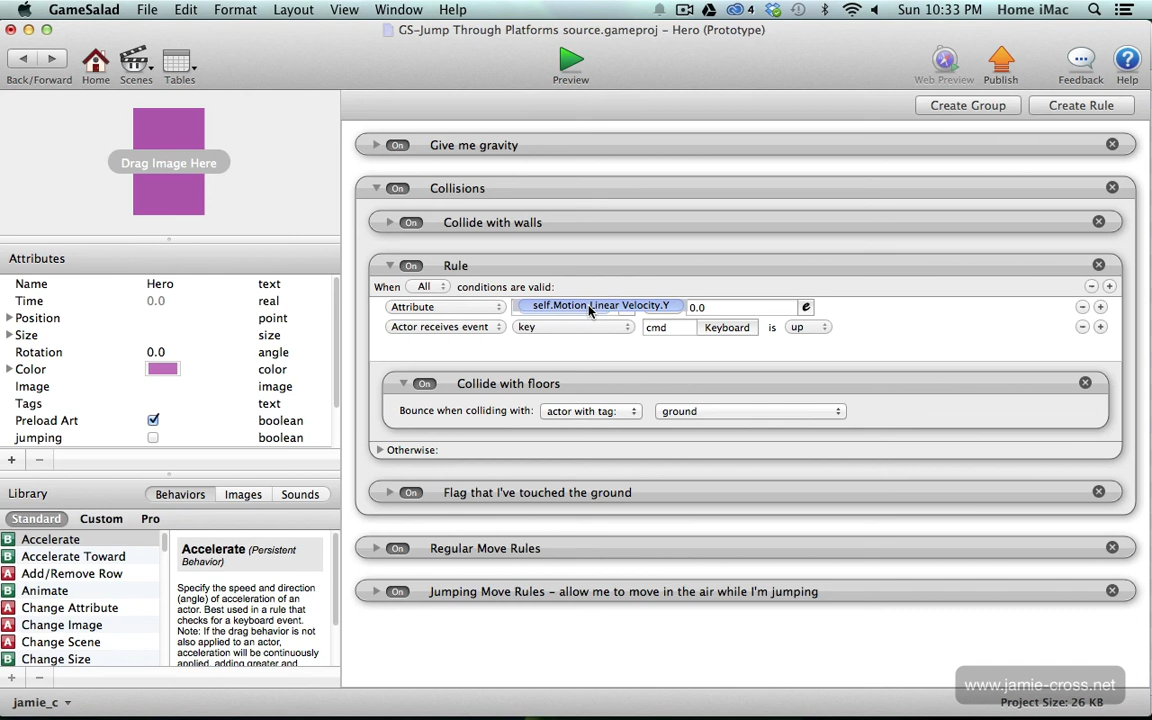 GameSalad File Edit Format Layout View Window Help 4 Sun 10:33 PM Home iMac
GS-Jump Through Platforms source.gameproj – Hero (Prototype)
Back/Forward Home Scenes Tables Preview Web Preview Publish Feedback Help
Create Group Create Rule
Drag Image Here
On Give me gravity
On Collisions
On Collide with walls
On Rule
When All conditions are valid:
Attribute self.Motion.Linear Velocity.Y 0.0 e
Actor receives event key cmd Keyboard is up
On Collide with floors
Bounce when colliding with: actor with tag: ground
Otherwise:
On Flag that I've touched the ground
On Regular Move Rules
On Jumping Move Rules – allow me to move in the air while I'm jumping
Attributes
Name Hero text
Time 0.0 real
Position point
Size size
Rotation 0.0 angle
Color color
Image image
Tags text
Preload Art boolean
jumping boolean
Library Behaviors Images Sounds
Standard Custom Pro
B Accelerate
B Accelerate Toward
A Add/Remove Row
B Animate
A Change Attribute
A Change Image
A Change Scene
B Change Size
Accelerate (Persistent
Behavior)
Specify the speed and direction
(angle) of acceleration of an
actor. Best used in a rule that
checks for a keyboard event.
Note: If the drag behavior is not
also applied to an actor,
acceleration will be continuously
applied, adding greater and
jamie_c
www.jamie-cross.net
Project Size: 26 KB